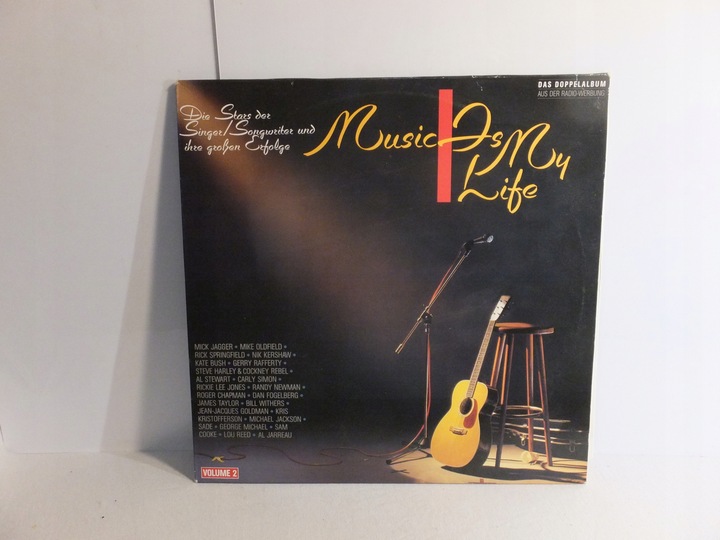 DAS DOPPELALBUM
AUS DER RADIO-WERBUNG
Die Stars der
Singer/Songwriter und
ihre großen Erfolge
Music Is My
Life
MICK JAGGER • MIKE OLDFIELD •
RICK SPRINGFIELD • NIK KERSHAW •
KATE BUSH • GERRY RAFFERTY •
STEVE HARLEY & COCKNEY REBEL •
AL STEWART • CARLY SIMON •
RICKIE LEE JONES • RANDY NEWMAN •
ROGER CHAPMAN • DAN FOGELBERG •
JAMES TAYLOR • BILL WITHERS •
JEAN-JACQUES GOLDMAN • KRIS
KRISTOFFERSON • MICHAEL JACKSON •
SADE • GEORGE MICHAEL • SAM
COOKE • LOU REED • AL JARREAU
VOLUME 2